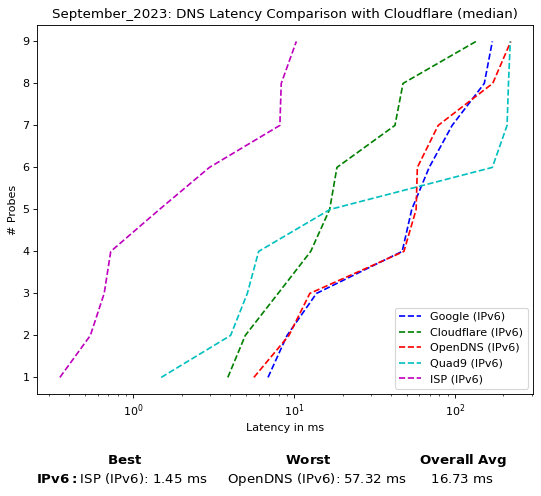 September_2023: DNS Latency Comparison with Cloudflare (median)
# Probes
9
8
7
6
5
4
3
2
1
Google (IPv6)
Cloudflare (IPv6)
OpenDNS (IPv6)
Quad9 (IPv6)
ISP (IPv6)
10⁰ 10¹ 10²
Latency in ms
Best Worst Overall Avg
IPv6: ISP (IPv6): 1.45 ms OpenDNS (IPv6): 57.32 ms 16.73 ms